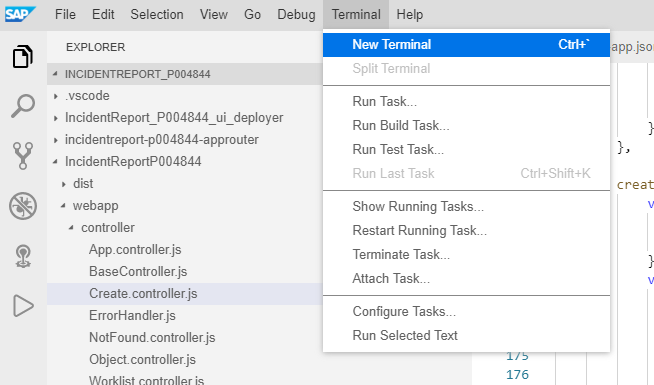 SAP File Edit Selection View Go Debug Terminal Help
EXPLORER
New Terminal Ctrl+`
app.json
INCIDENTREPORT_P004844
Split Terminal
.vscode
Run Task...
IncidentReport_P004844_ui_deployer
Run Build Task...
}
incidentreport-p004844-approuter
Run Test Task...
},
IncidentReportP004844
Run Last Task Ctrl+Shift+K
dist
creat
webapp
Show Running Tasks...
v
controller
Restart Running Task...
App.controller.js
Terminate Task...
}
BaseController.js
Attach Task...
v
Create.controller.js
ErrorHandler.js
Configure Tasks...
NotFound.controller.js
Run Selected Text
Object.controller.js
175
Worklist.controller.js
176